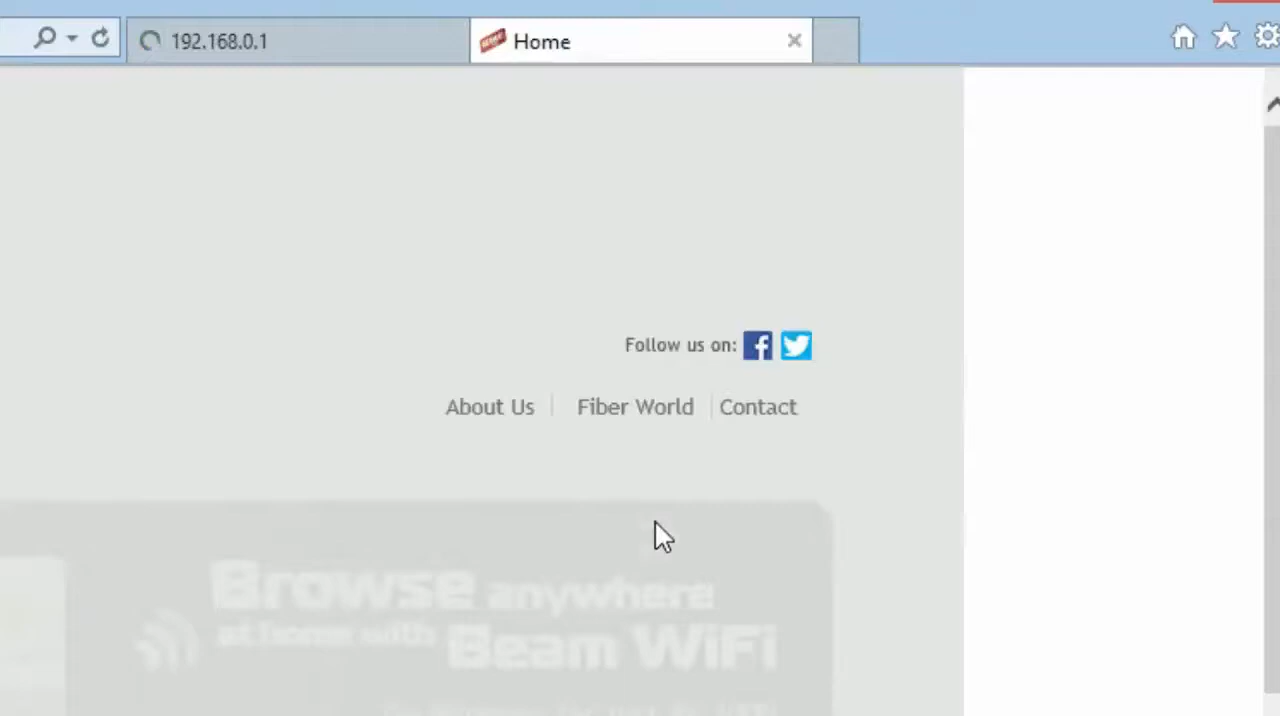 192.168.0.1
Home
Follow us on:
About Us
Fiber World
Contact
Browse anywhere
at home with Beam WiFi